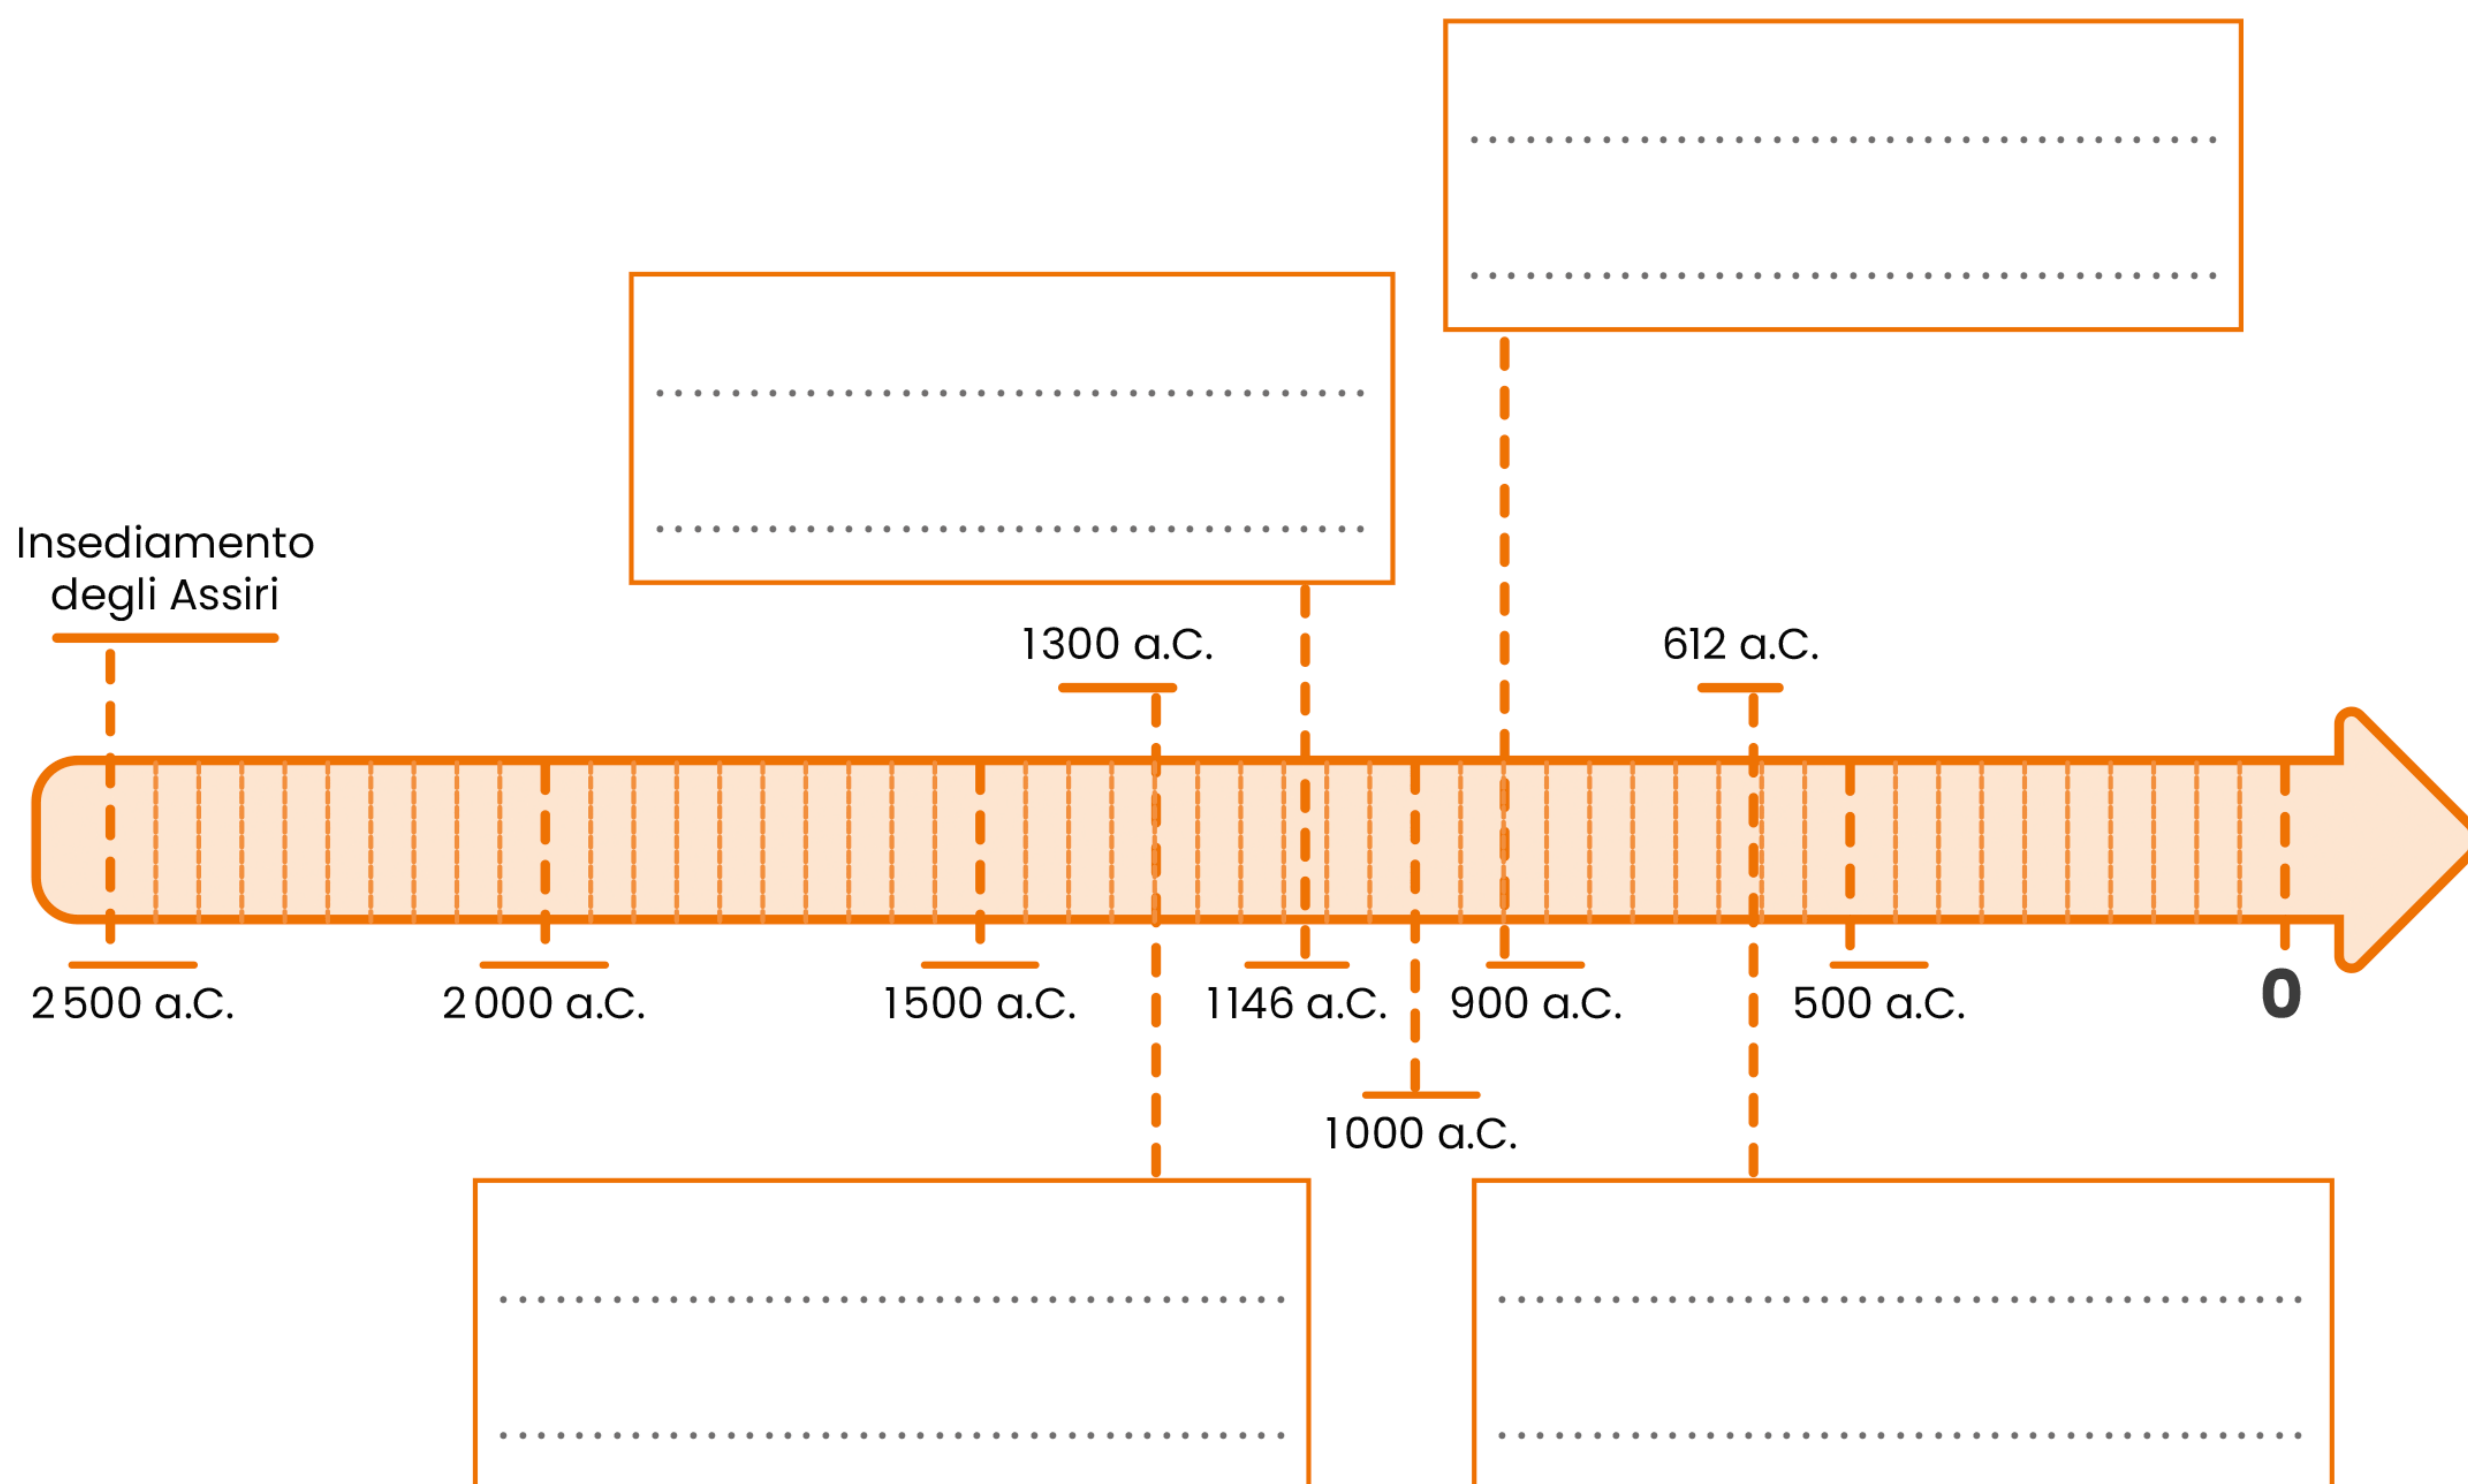 Insediamento
degli Assiri
1300 a.C.
612 a.C.
2500 a.C.
2000 a.C.
1500 a.C.
1146 a.C.
900 a.C.
500 a.C.
0
1000 a.C.